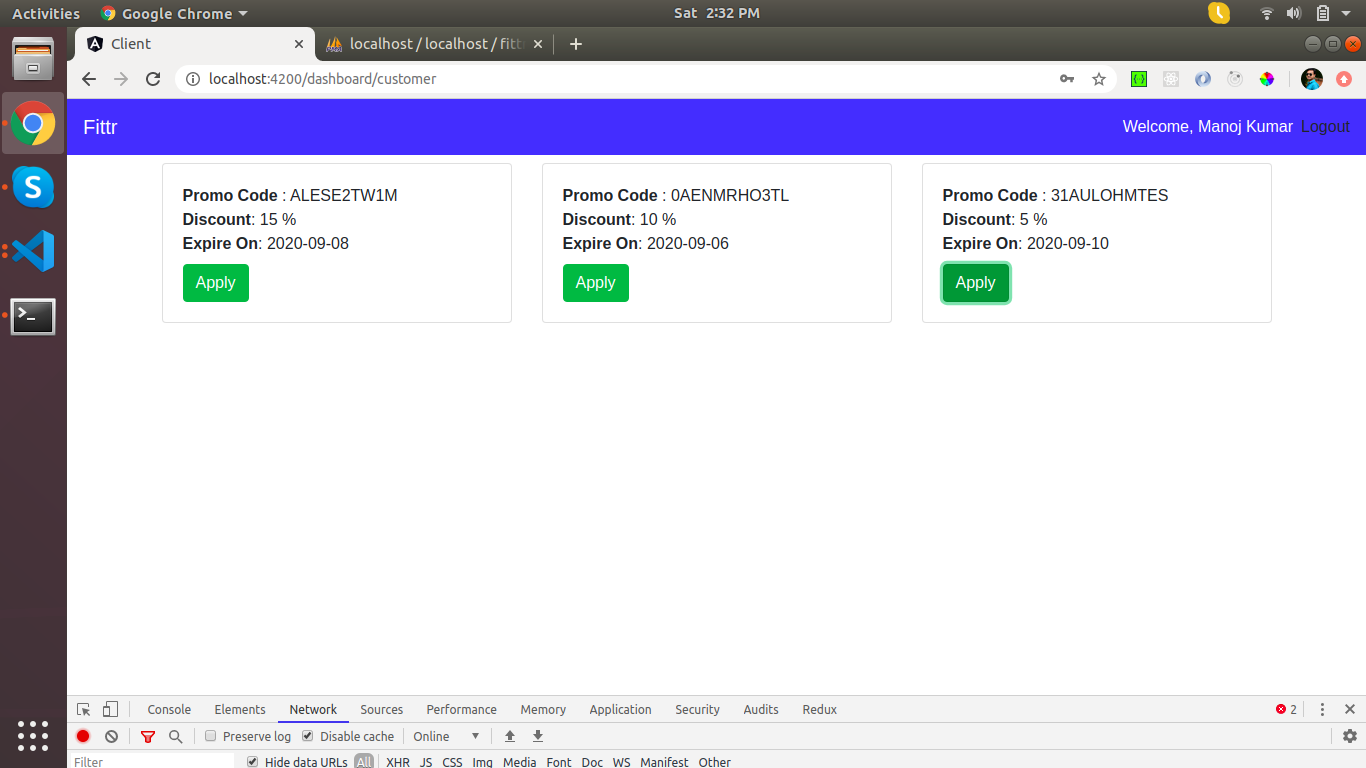 Activities Google Chrome Sat 2:32 PM
Client localhost / localhost / fitt
localhost:4200/dashboard/customer
Fittr Welcome, Manoj Kumar Logout
Promo Code : ALESE2TW1M
Discount: 15 %
Expire On: 2020-09-08
Apply
Promo Code : 0AENMRHO3TL
Discount: 10 %
Expire On: 2020-09-06
Apply
Promo Code : 31AULOHMTES
Discount: 5 %
Expire On: 2020-09-10
Apply
Console Elements Network Sources Performance Memory Application Security Audits Redux 2
Preserve log Disable cache Online
Filter Hide data URLs All XHR JS CSS Img Media Font Doc WS Manifest Other